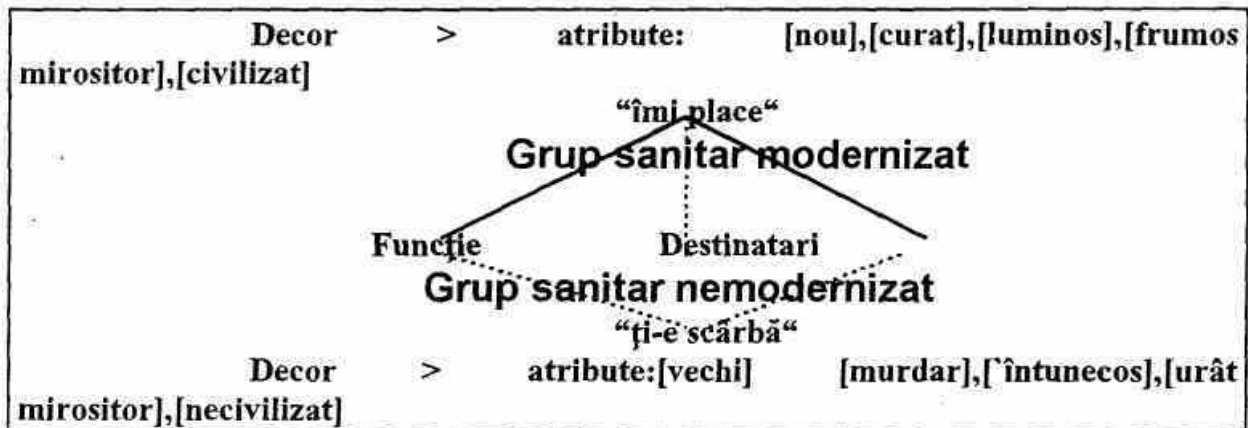 Decor > atribute: [nou],[curat],[luminos],[frumos
mirositor],[civilizat]
“îmi place“
Grup sanitar modernizat
Funcţie Destinatari
Grup sanitar nemodernizat
“ţi-e scârbă“
Decor > atribute:[vechi] [murdar],[`întunecos],[urât
mirositor],[necivilizat]